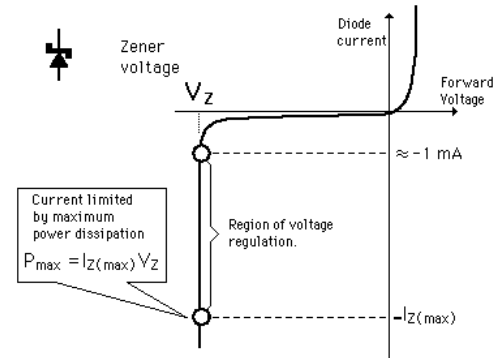 Diode
current
Zener
voltage
Forward
Voltage
VZ
≈ -1 mA
Current limited
by maximum
power dissipation
Pmax = IZ(max) VZ
Region of voltage
regulation.
-IZ(max)